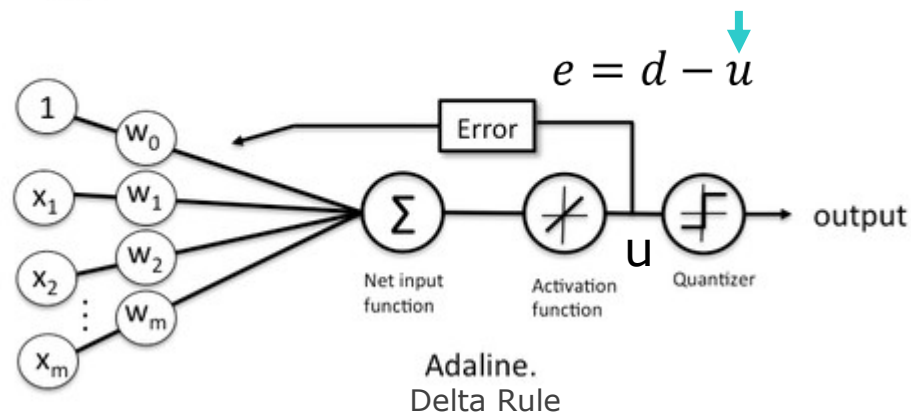 e = d − u
1
w₀
Error
x₁
w₁
Σ
output
x₂
w₂
u
Net input
function
Activation
function
Quantizer
⋮
xₘ
wₘ
Adaline.
Delta Rule